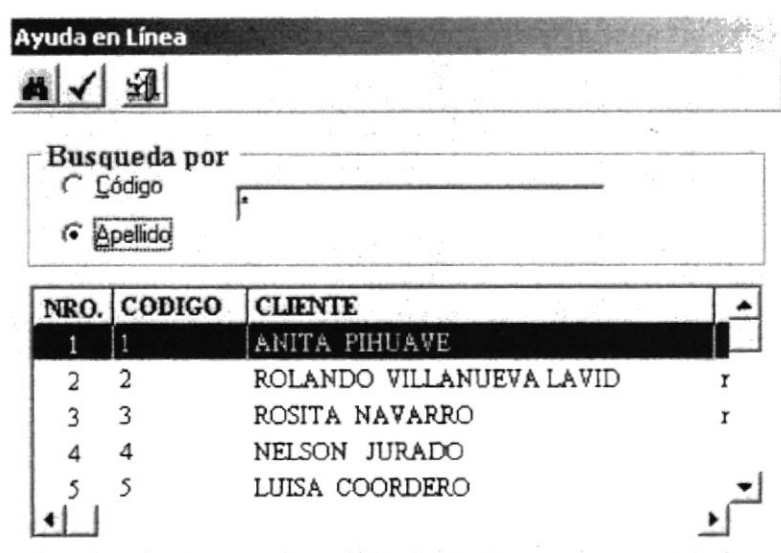 Ayuda en Línea
Busqueda por
Código
*
Apellido
NRO. CODIGO CLIENTE
1 1 ANITA PIHUAVE
2 2 ROLANDO VILLANUEVA LAVID r
3 3 ROSITA NAVARRO r
4 4 NELSON JURADO
5 5 LUISA COORDERO